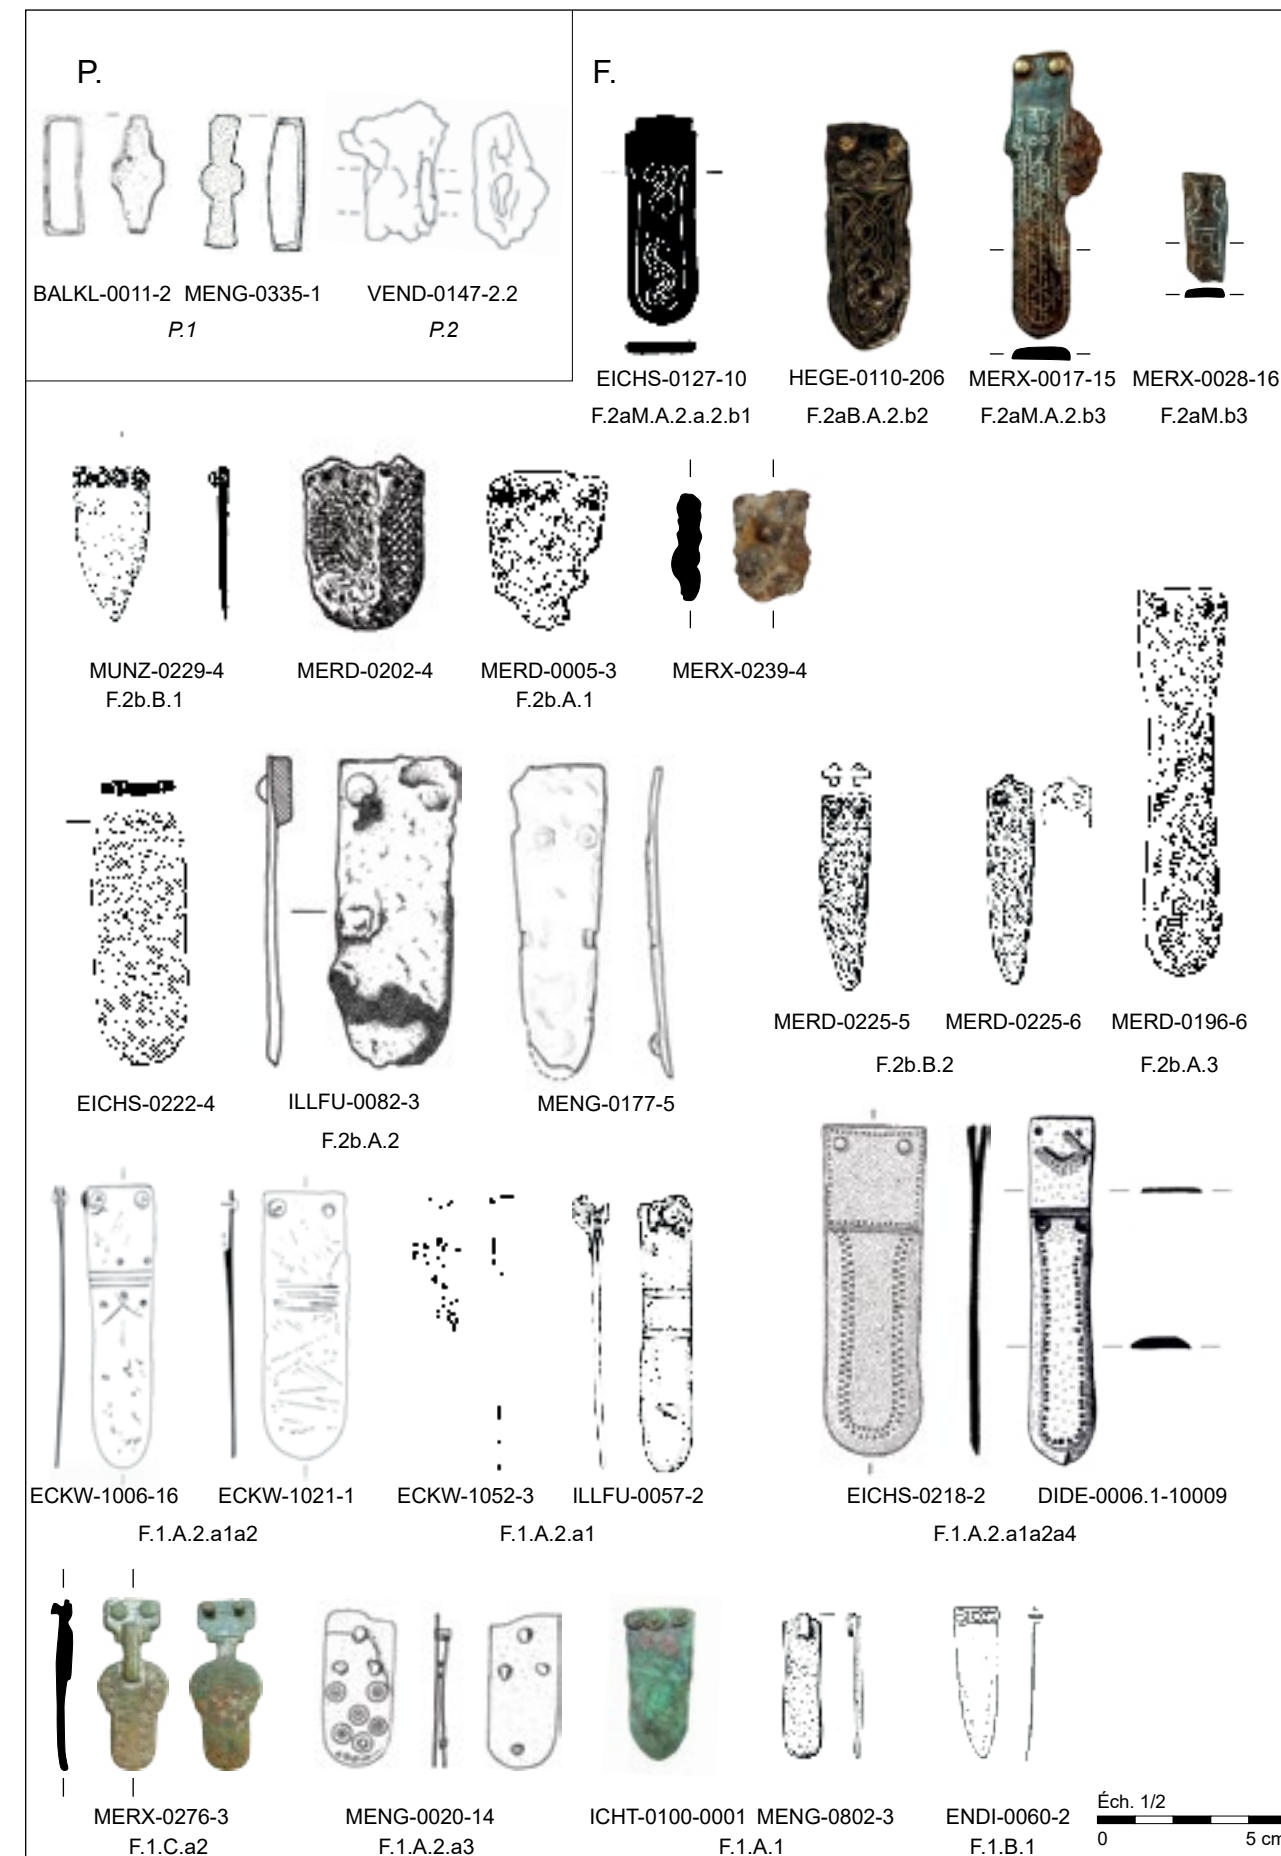 P.
F.
BALKL-0011-2 MENG-0335-1 VEND-0147-2.2
P.1 P.2
EICHS-0127-10 HEGE-0110-206 MERX-0017-15 MERX-0028-16
F.2aM.A.2.a.2.b1 F.2aB.A.2.b2 F.2aM.A.2.b3 F.2aM.b3
MUNZ-0229-4 MERD-0202-4 MERD-0005-3 MERX-0239-4
F.2b.B.1 F.2b.A.1
MERD-0225-5 MERD-0225-6 MERD-0196-6
F.2b.B.2 F.2b.A.3
EICHS-0222-4 ILLFU-0082-3 MENG-0177-5
F.2b.A.2
ECKW-1006-16 ECKW-1021-1 ECKW-1052-3 ILLFU-0057-2 EICHS-0218-2 DIDE-0006.1-10009
F.1.A.2.a1a2 F.1.A.2.a1 F.1.A.2.a1a2a4
MERX-0276-3 MENG-0020-14 ICHT-0100-0001 MENG-0802-3 ENDI-0060-2
F.1.C.a2 F.1.A.2.a3 F.1.A.1 F.1.B.1
Éch. 1/2
0 5 cm